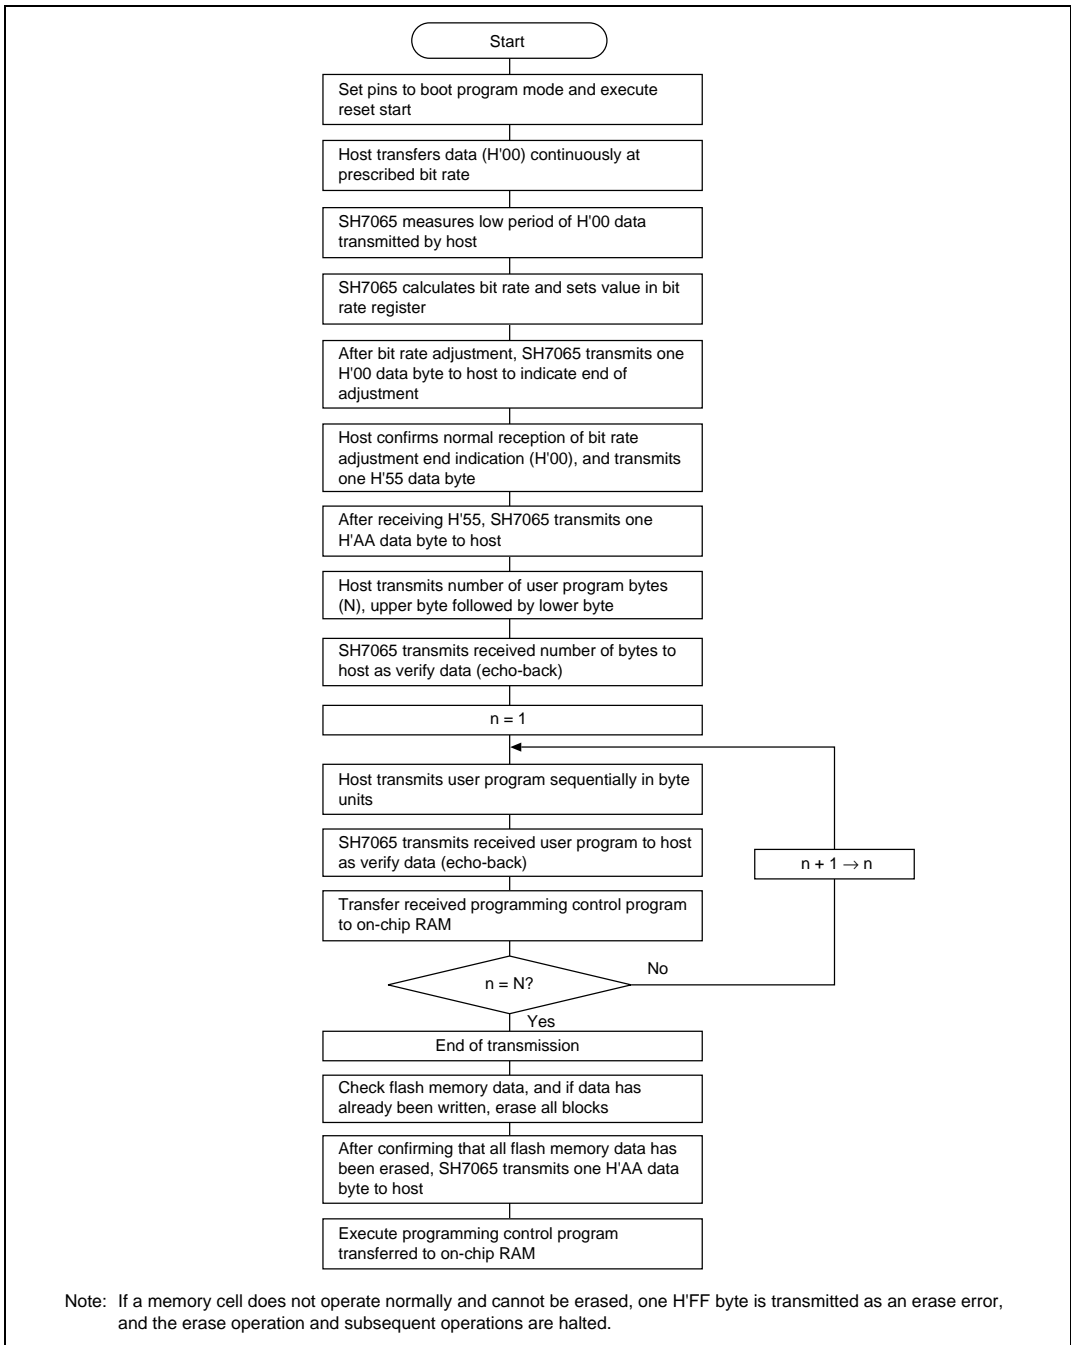 Start
Set pins to boot program mode and execute
reset start
Host transfers data (H'00) continuously at
prescribed bit rate
SH7065 measures low period of H'00 data
transmitted by host
SH7065 calculates bit rate and sets value in bit
rate register
After bit rate adjustment, SH7065 transmits one
H'00 data byte to host to indicate end of
adjustment
Host confirms normal reception of bit rate
adjustment end indication (H'00), and transmits
one H'55 data byte
After receiving H'55, SH7065 transmits one
H'AA data byte to host
Host transmits number of user program bytes
(N), upper byte followed by lower byte
SH7065 transmits received number of bytes to
host as verify data (echo-back)
n = 1
Host transmits user program sequentially in byte
units
SH7065 transmits received user program to host
as verify data (echo-back)
n + 1 → n
Transfer received programming control program
to on-chip RAM
No
n = N?
Yes
End of transmission
Check flash memory data, and if data has
already been written, erase all blocks
After confirming that all flash memory data has
been erased, SH7065 transmits one H'AA data
byte to host
Execute programming control program
transferred to on-chip RAM
Note: If a memory cell does not operate normally and cannot be erased, one H'FF byte is transmitted as an erase error,
and the erase operation and subsequent operations are halted.